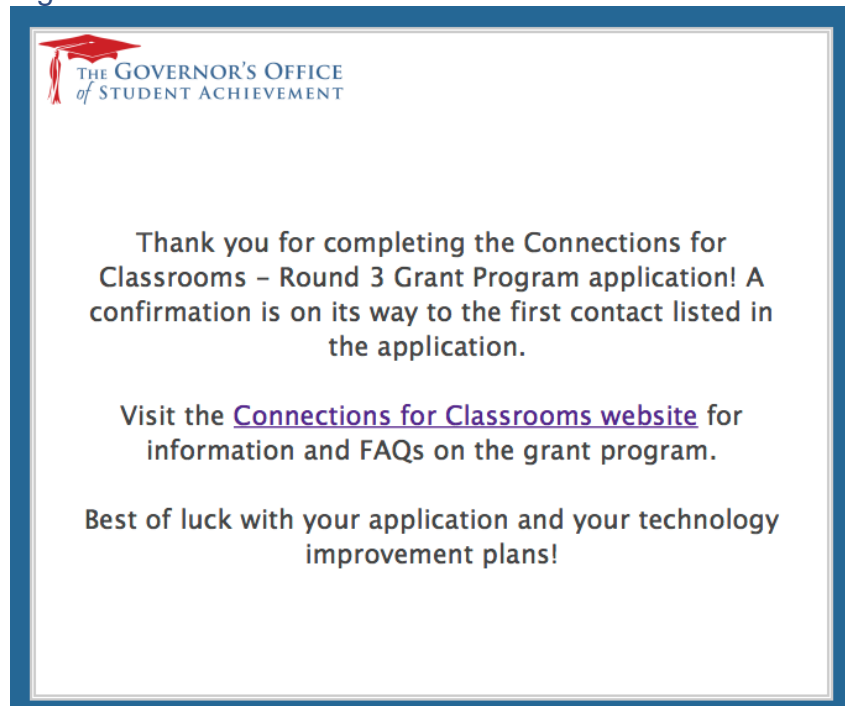 THE GOVERNOR'S OFFICE
of STUDENT ACHIEVEMENT
Thank you for completing the Connections for
Classrooms – Round 3 Grant Program application! A
confirmation is on its way to the first contact listed in
the application.
Visit the Connections for Classrooms website for
information and FAQs on the grant program.
Best of luck with your application and your technology
improvement plans!